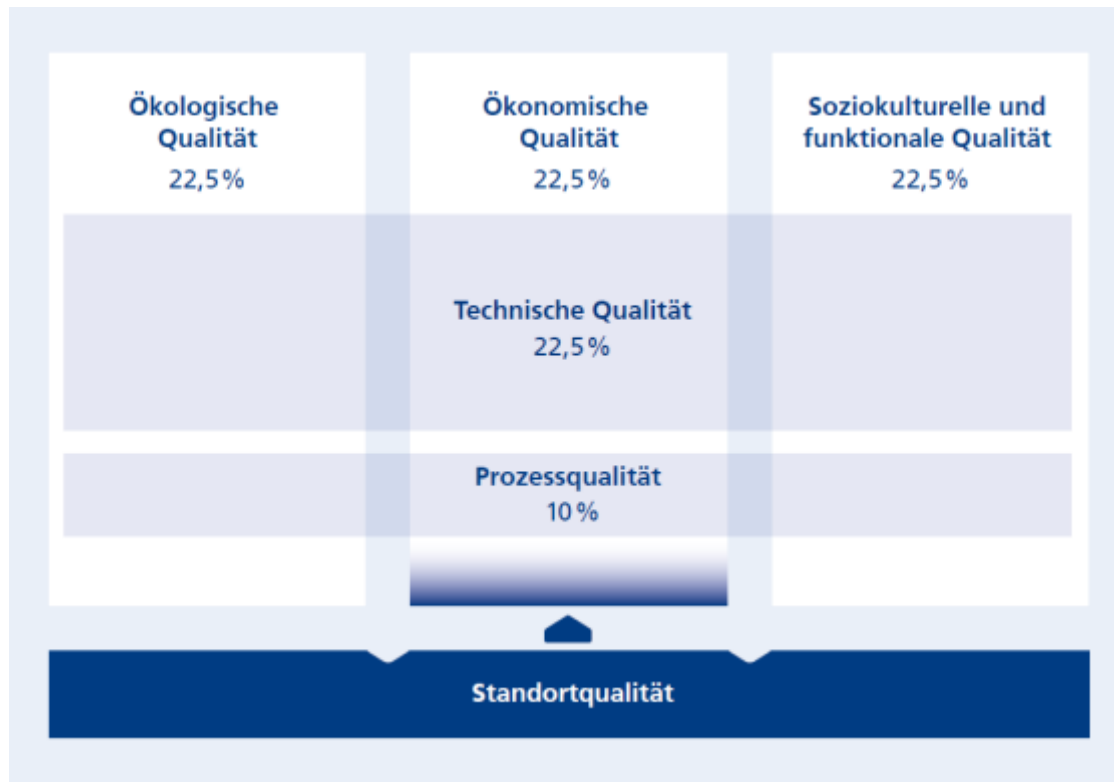 Ökologische
Qualität
22,5 %
Ökonomische
Qualität
22,5 %
Soziokulturelle und
funktionale Qualität
22,5 %
Technische Qualität
22,5 %
Prozessqualität
10 %
Standortqualität